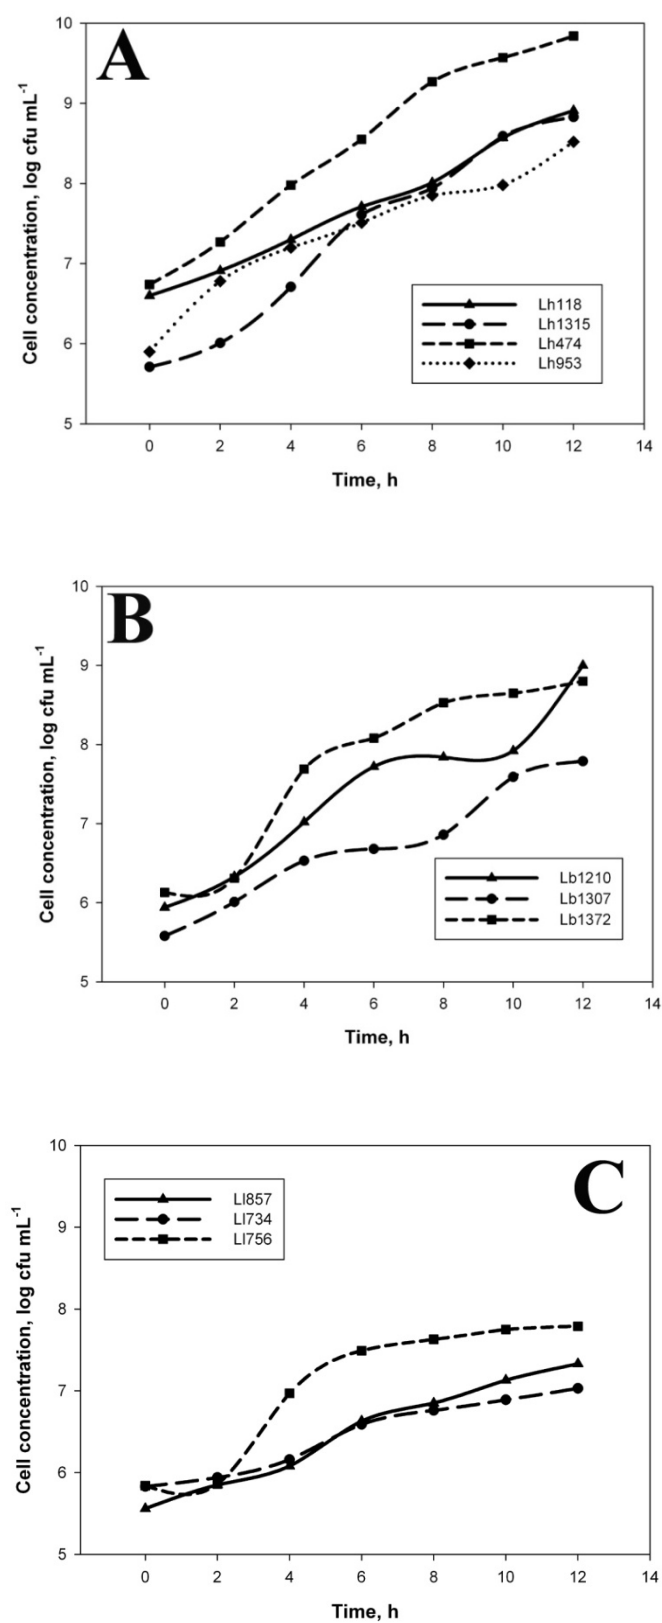 A
Cell concentration, log cfu mL-1
10
9
8
7
6
5
Lh118
Lh1315
Lh474
Lh953
0 2 4 6 8 10 12 14
Time, h
B
Cell concentration, log cfu mL-1
10
9
8
7
6
5
Lb1210
Lb1307
Lb1372
0 2 4 6 8 10 12 14
Time, h
C
Cell concentration, log cfu mL-1
10
9
8
7
6
5
Ll857
Ll734
Ll756
0 2 4 6 8 10 12 14
Time, h